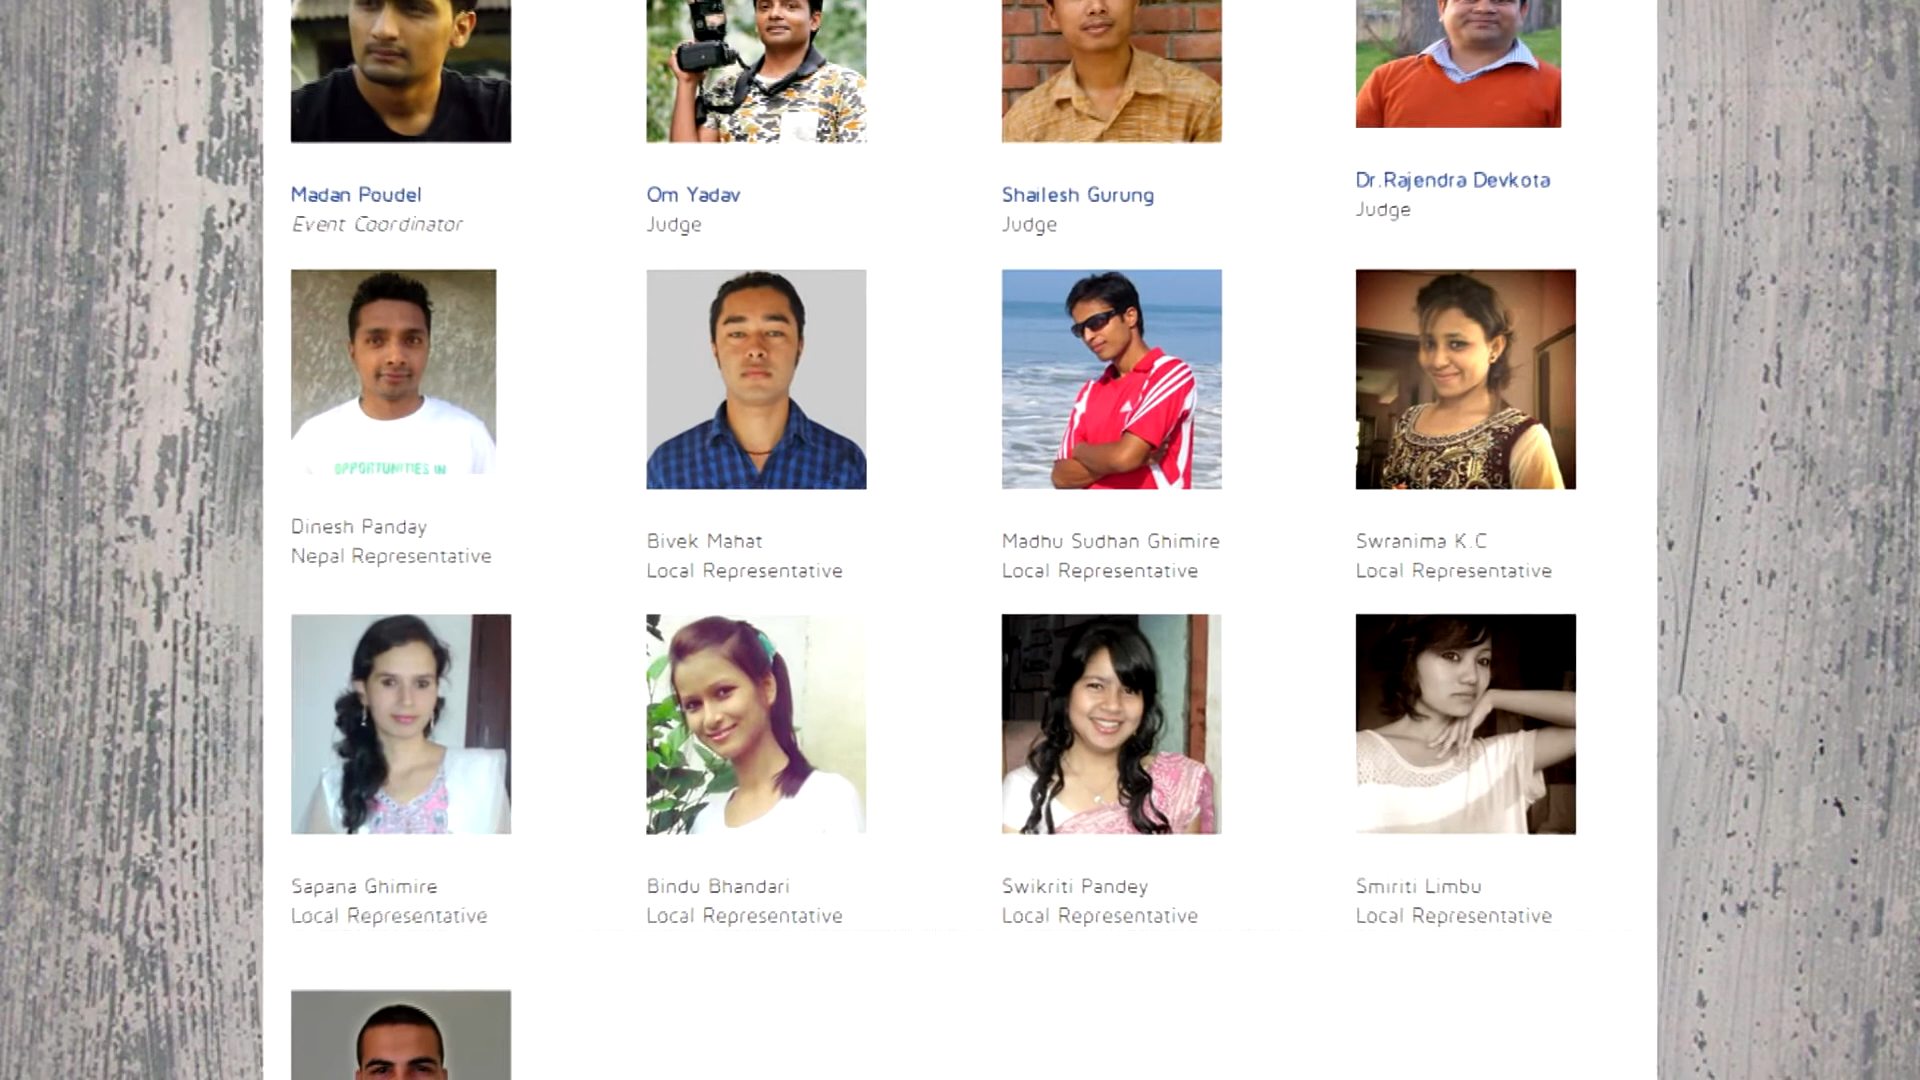 Madan Poudel
Event Coordinator
Om Yadav
Judge
Shailesh Gurung
Judge
Dr.Rajendra Devkota
Judge
OPPORTUNITIES IN
Dinesh Panday
Nepal Representative
Bivek Mahat
Local Representative
Madhu Sudhan Ghimire
Local Representative
Swranima K.C
Local Representative
Sapana Ghimire
Local Representative
Bindu Bhandari
Local Representative
Swikriti Pandey
Local Representative
Smiriti Limbu
Local Representative